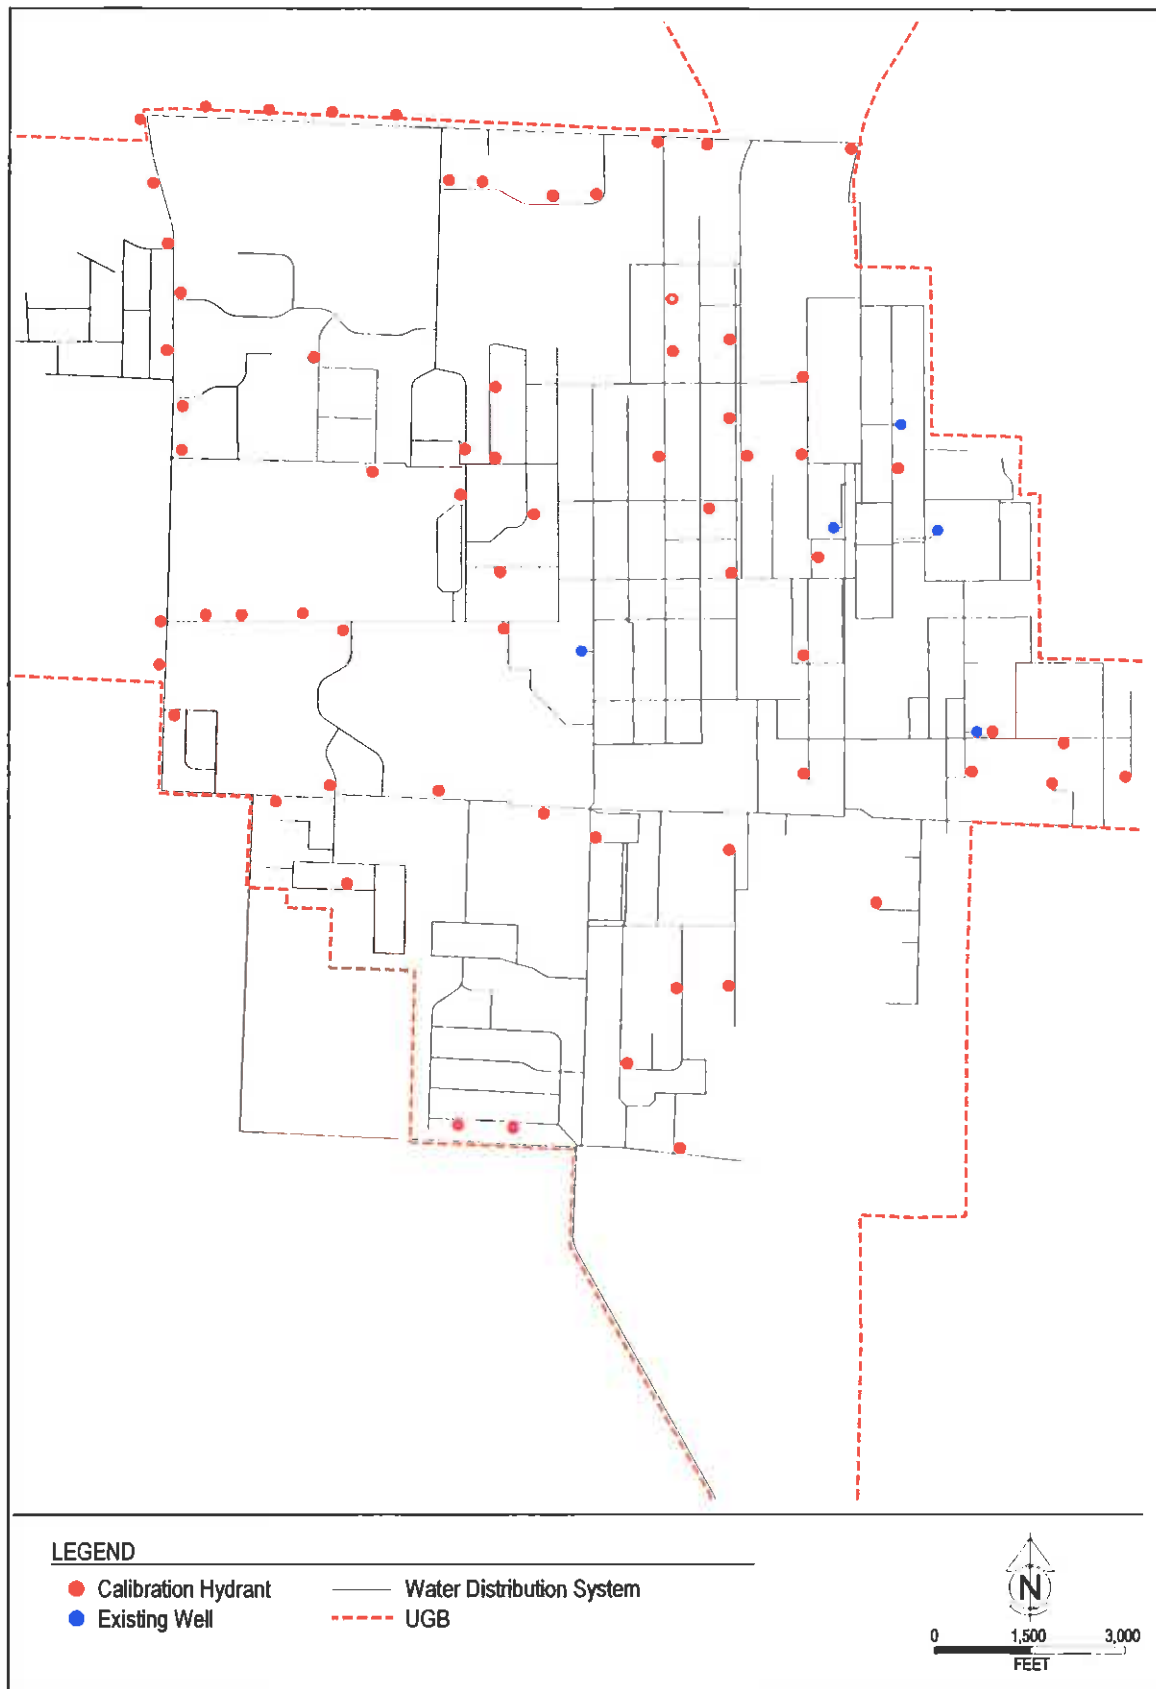 LEGEND
Calibration Hydrant
Water Distribution System
Existing Well
UGB
N
0 1,500 3,000
FEET